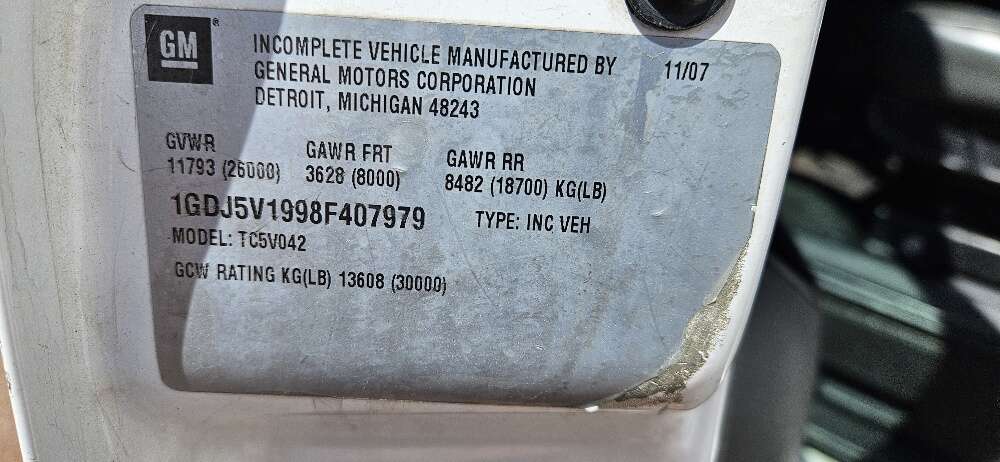 GM®
INCOMPLETE VEHICLE MANUFACTURED BY 11/07
GENERAL MOTORS CORPORATION
DETROIT, MICHIGAN 48243
GVWR GAWR FRT GAWR RR
11793 (26000) 3628 (8000) 8482 (18700) KG(LB)
1GDJ5V1998F407979 TYPE: INC VEH
MODEL: TC5V042
GCW RATING KG(LB) 13608 (30000)